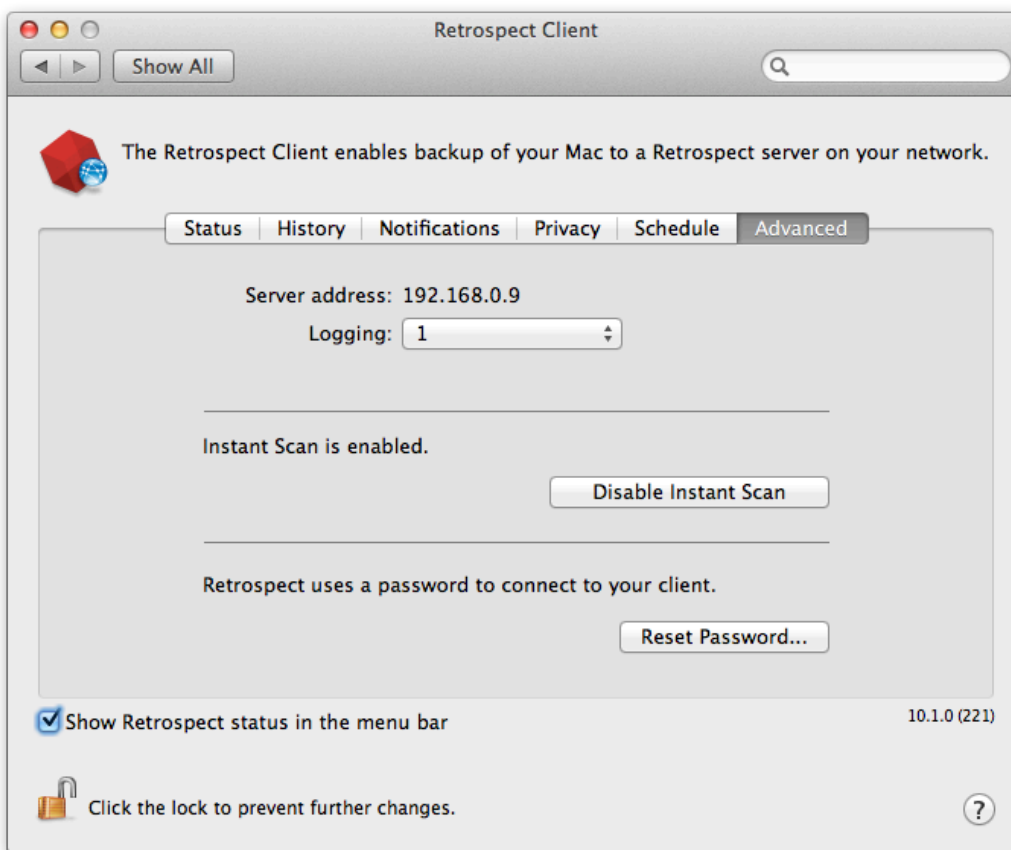 Retrospect Client
Show All
The Retrospect Client enables backup of your Mac to a Retrospect server on your network.
Status History Notifications Privacy Schedule Advanced
Server address: 192.168.0.9
Logging: 1
Instant Scan is enabled.
Disable Instant Scan
Retrospect uses a password to connect to your client.
Reset Password...
Show Retrospect status in the menu bar
10.1.0 (221)
Click the lock to prevent further changes.
?